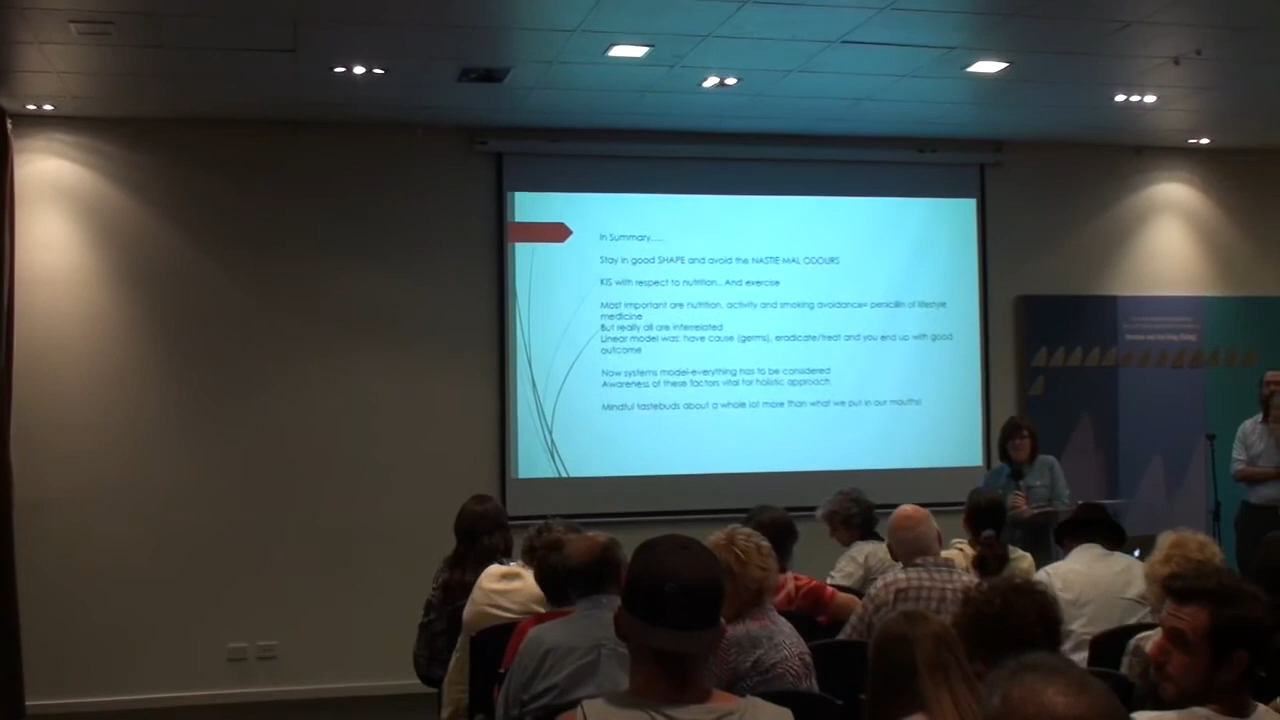 In Summary.....
Stay in good SHAPE and avoid the NASTIE MAL ODOURS
KIS with respect to nutrition.. And exercise
Most important are nutrition, activity and smoking avoidance= penicillin of lifestyle
medicine
But really all are interrelated
Linear model was: have cause (germs), eradicate/treat and you end up with good
outcome
Now systems model-everything has to be considered
Awareness of these factors vital for holistic approach
Mindful tastebuds about a whole lot more than what we put in our mouths!